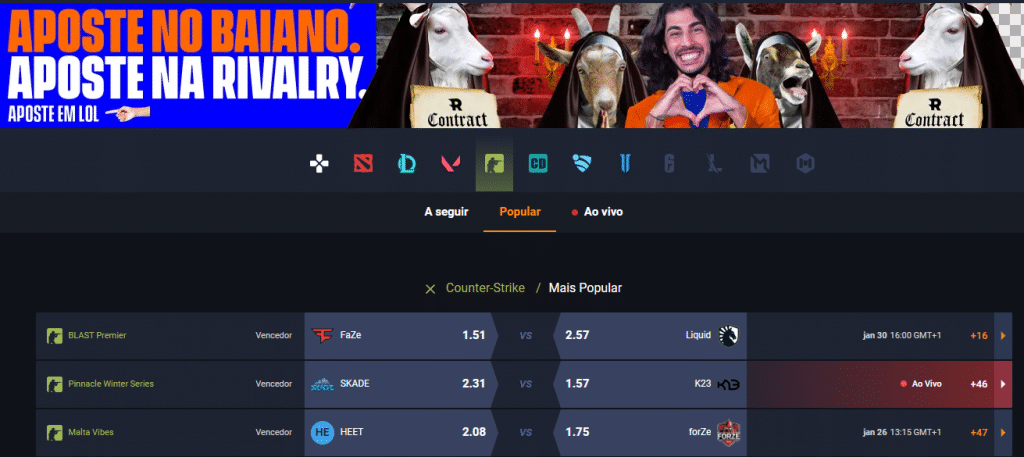 APOSTE NO BAIANO.
APOSTE NA RIVALRY.
APOSTE EM LOL
R
Contract
R
Contract
CD
A seguir Popular Ao vivo
Counter-Strike / Mais Popular
BLAST Premier Vencedor FaZe 1.51 VS 2.57 Liquid jan 30 16:00 GMT+1 +16
Pinnacle Winter Series Vencedor SKADE 2.31 VS 1.57 K23 K23 Ao Vivo +46
Malta Vibes Vencedor HE HEET 2.08 VS 1.75 forZe FORZE jan 26 13:15 GMT+1 +47